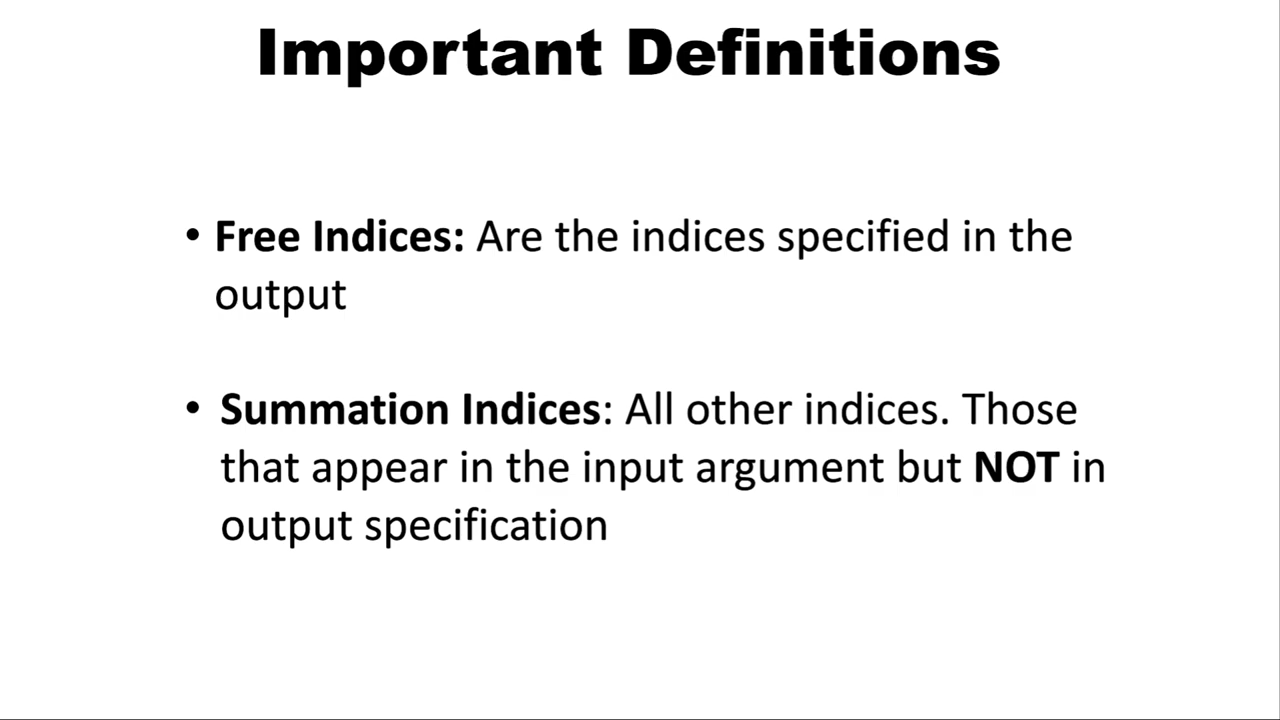 Important Definitions
• Free Indices: Are the indices specified in the
output
• Summation Indices: All other indices. Those
that appear in the input argument but NOT in
output specification